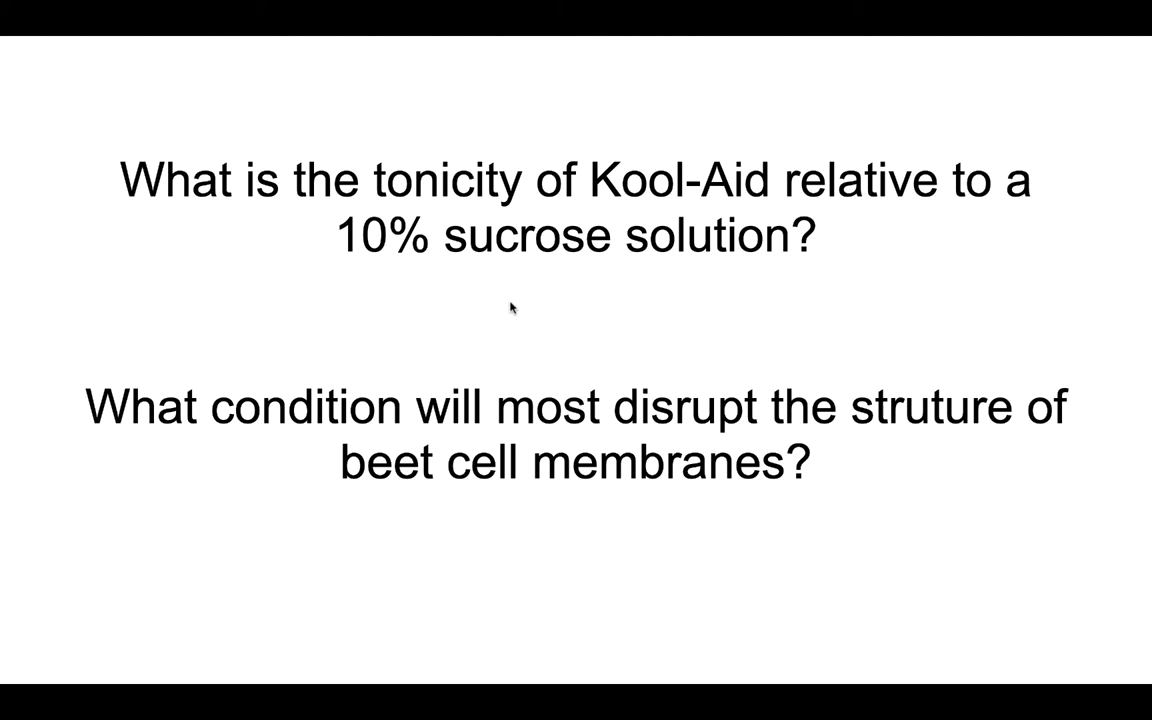 What is the tonicity of Kool-Aid relative to a
10% sucrose solution?
What condition will most disrupt the struture of
beet cell membranes?